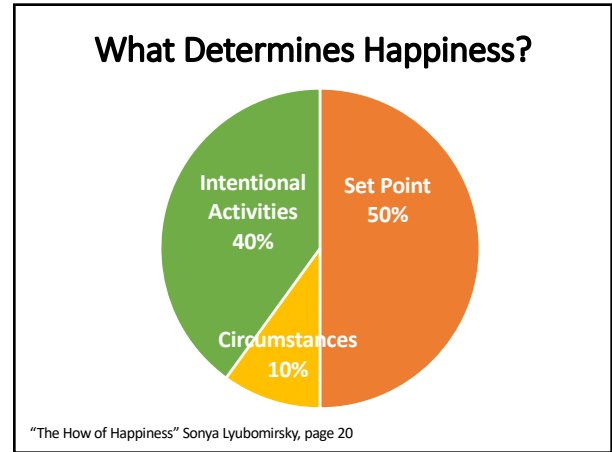 What Determines Happiness?
Intentional
Activities
40%
Set Point
50%
Circumstances
10%
“The How of Happiness” Sonya Lyubomirsky, page 20